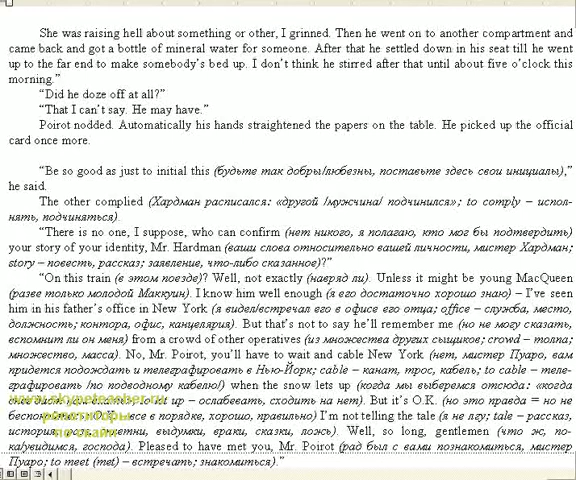 She was raising hell about something or other, I grinned. Then he went on to another compartment and
came back and got a bottle of mineral water for someone. After that he settled down in his seat till he went
up to the far end to make somebody's bed up. I don't think he stirred after that until about five o'clock this
morning.”
“Did he doze off at all?”
“That I can't say. He may have.”
Poirot nodded. Automatically his hands straightened the papers on the table. He picked up the official
card once more.
“Be so good as just to initial this (будьте так добры/любезны, поставьте здесь свои инициалы),”
he said.
The other complied (Хардман расписался: «другой /мужчина/ подчинился»; to comply – испол-
нять, подчиняться).
“There is no one, I suppose, who can confirm (нет никого, я полагаю, кто мог бы подтвердить)
your story of your identity, Mr. Hardman (ваши слова относительно вашей личности, мистер Хардман;
story – повесть, рассказ; заявление, что-либо сказанное)?”
“On this train (в этом поезде)? Well, not exactly (навряд ли). Unless it might be young MacQueen
(разве только молодой Маккуин). I know him well enough (я его достаточно хорошо знаю) – I've seen
him in his father's office in New York (я видел/встречал его в офисе его отца; office – служба, место,
должность; контора, офис, канцелярия). But that's not to say he'll remember me (но не могу сказать,
вспомнит ли он меня) from a crowd of other operatives (из множества других сыщиков; crowd – толпа;
множество, масса). No, Mr. Poirot, you'll have to wait and cable New York (нет, мистер Пуаро, вам
придется подождать и телеграфировать в Нью-Йорк; cable – канат, трос, кабель; to cable – теле-
графировать /по подводному кабелю/) when the snow lets up (когда мы выберемся отсюда: «когда
to let up - ослабевать, сходить на нет). But it's O.K. (но это правда = но не
все в порядке, хорошо, правильно) I'm not telling the tale (я не лгу; tale – рассказ,
выдумки, враки, сказки, ложь). Well, so long, gentlemen (что ж, по-
ка/увидимся, господа). Pleased to have met you, Mr. Poirot (рад был с вами познакомиться, мистер
Пуаро; to meet (met) – встречать; знакомиться).”